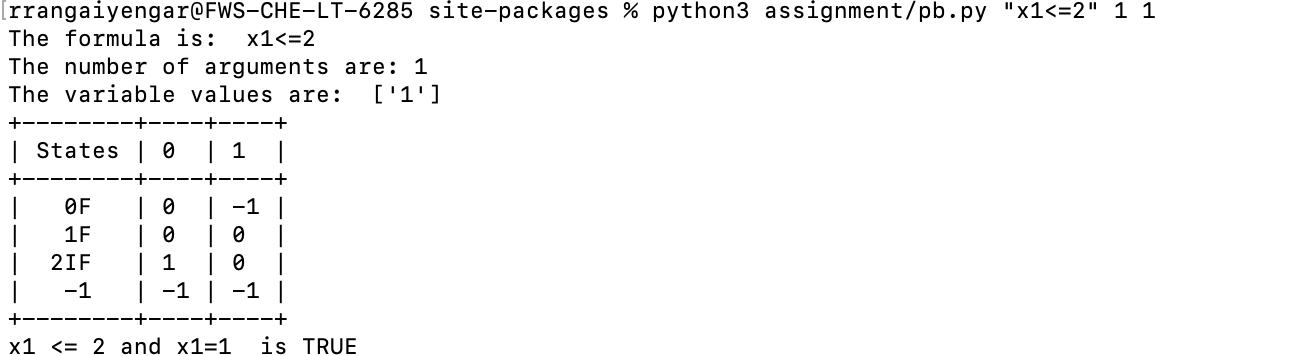 [rrangaiyengar@FWS-CHE-LT-6285 site-packages % python3 assignment/pb.py "x1<=2" 1 1
The formula is:  x1<=2
The number of arguments are: 1
The variable values are:  ['1']
+---------+----+----+
| States | 0  | 1  |
+---------+----+----+
|   0F   | 0  | -1 |
|   1F   | 0  | 0  |
|  2IF   | 1  | 0  |
|   -1   | -1 | -1 |
+---------+----+----+
x1 <= 2 and x1=1  is TRUE